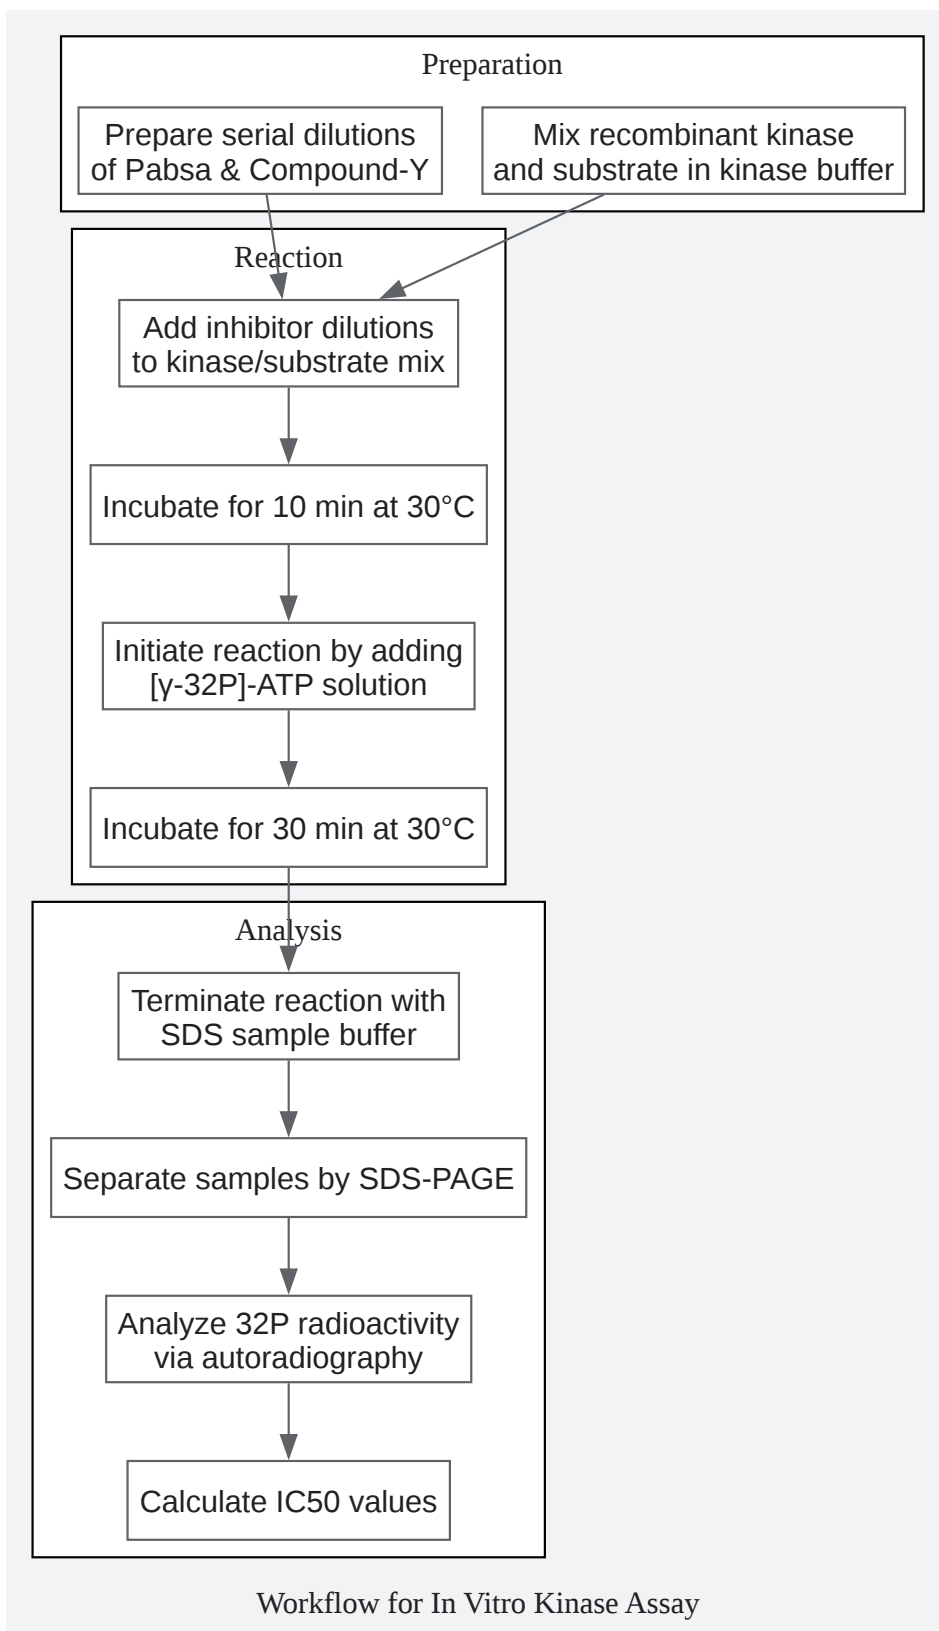 Preparation
Prepare serial dilutions
of Pabsa & Compound-Y
Mix recombinant kinase
and substrate in kinase buffer
Reaction
Add inhibitor dilutions
to kinase/substrate mix
Incubate for 10 min at 30°C
Initiate reaction by adding
[γ-32P]-ATP solution
Incubate for 30 min at 30°C
Analysis
Terminate reaction with
SDS sample buffer
Separate samples by SDS-PAGE
Analyze 32P radioactivity
via autoradiography
Calculate IC50 values
Workflow for In Vitro Kinase Assay